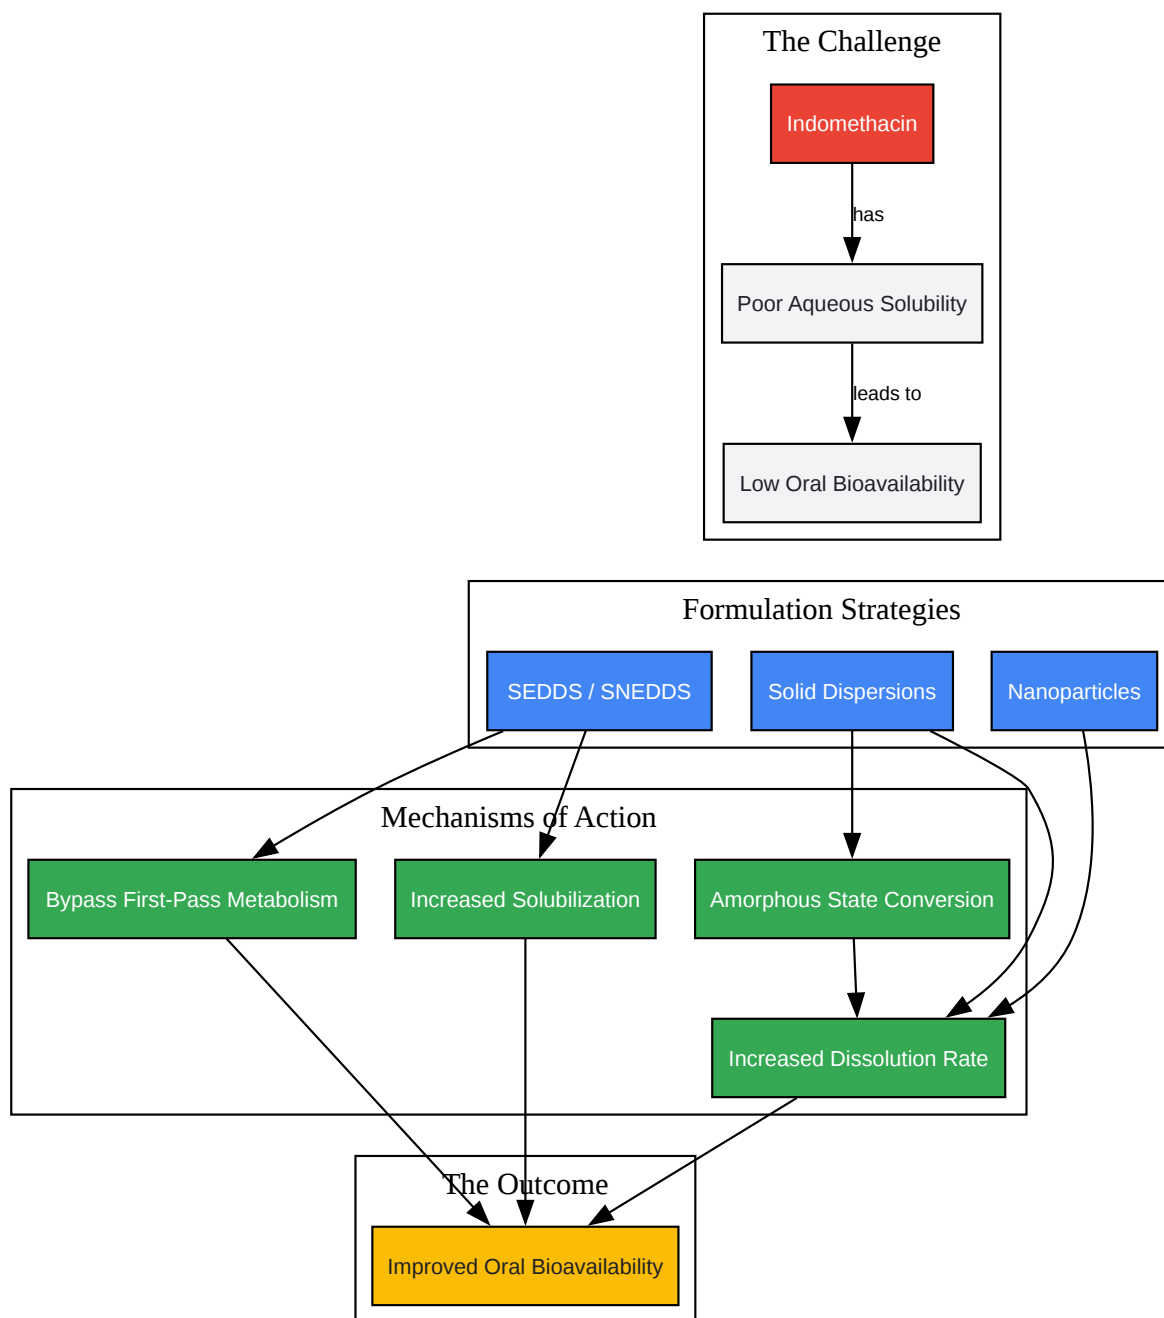 The Challenge
Indomethacin
has
Poor Aqueous Solubility
leads to
Low Oral Bioavailability
Formulation Strategies
SEDDS / SNEDDS
Solid Dispersions
Nanoparticles
Mechanisms of Action
Bypass First-Pass Metabolism
Increased Solubilization
Amorphous State Conversion
Increased Dissolution Rate
The Outcome
Improved Oral Bioavailability